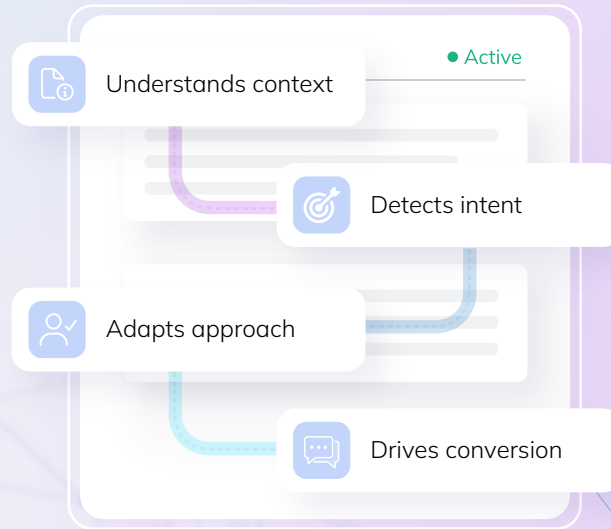 Active
Understands context
Detects intent
Adapts approach
Drives conversion